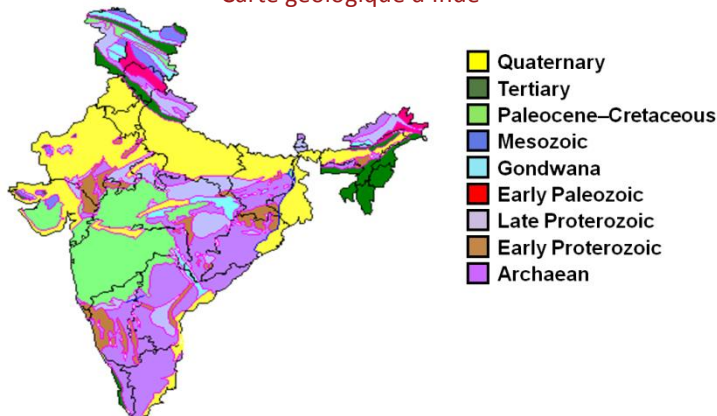 Carte géologique d'Inde
Quaternary
Tertiary
Paleocene–Cretaceous
Mesozoic
Gondwana
Early Paleozoic
Late Proterozoic
Early Proterozoic
Archaean